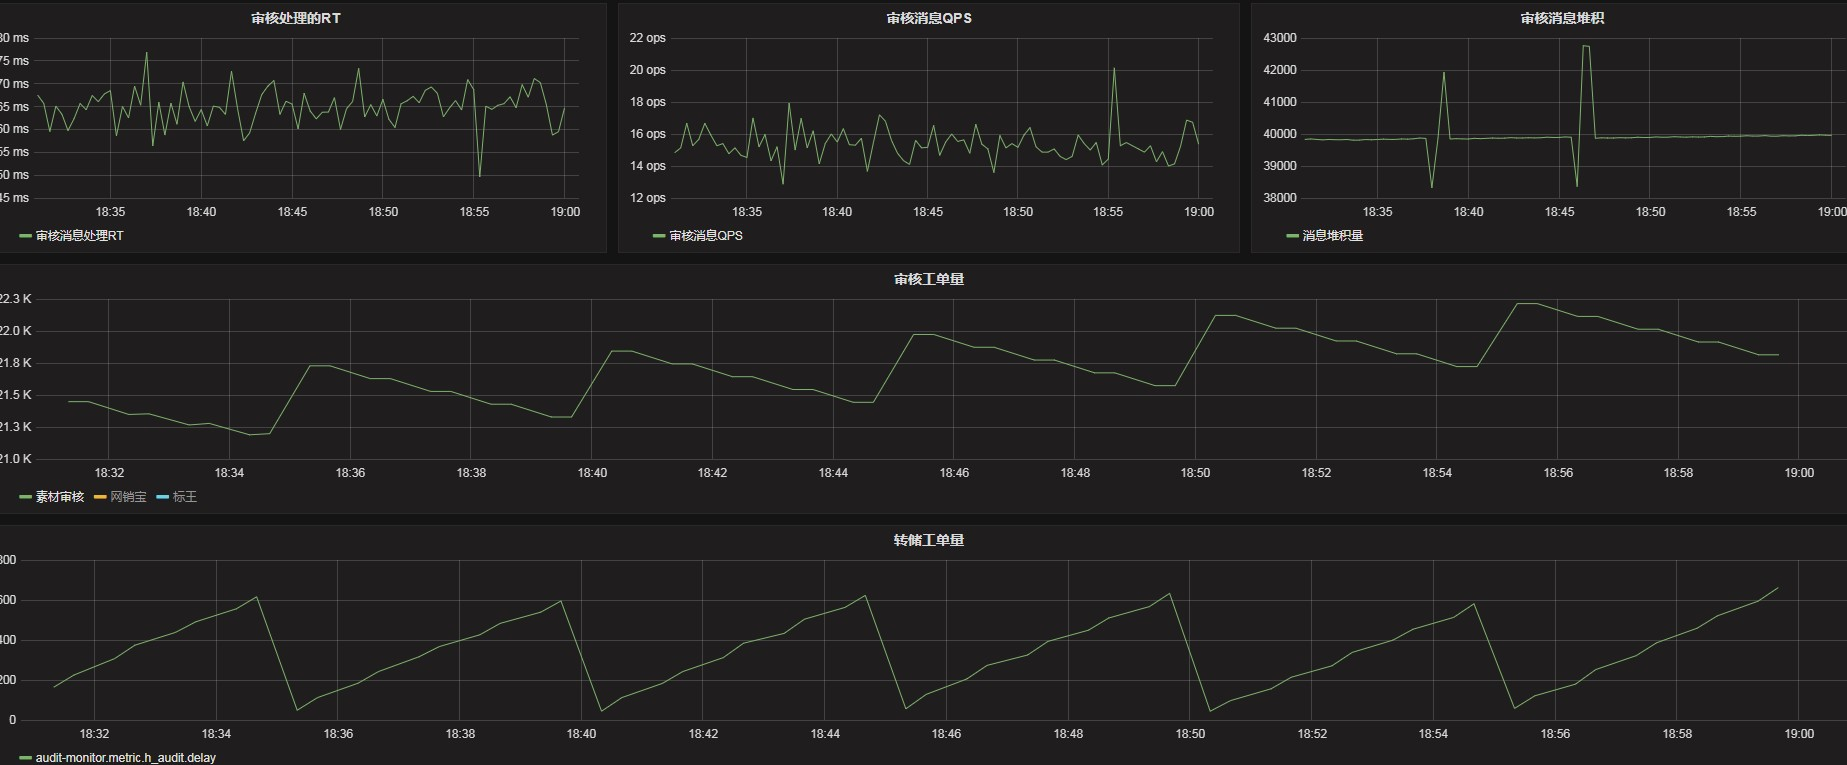 审核处理的RT
80 ms
75 ms
70 ms
65 ms
60 ms
55 ms
50 ms
45 ms
18:35 18:40 18:45 18:50 18:55 19:00
审核消息处理RT
审核消息QPS
22 ops
20 ops
18 ops
16 ops
14 ops
12 ops
18:35 18:40 18:45 18:50 18:55 19:00
审核消息QPS
审核消息堆积
43000
42000
41000
40000
39000
38000
18:35 18:40 18:45 18:50 18:55 19:00
消息堆积量
审核工单量
22.3 K
22.0 K
21.8 K
21.5 K
21.3 K
21.0 K
18:32 18:34 18:36 18:38 18:40 18:42 18:44 18:46 18:48 18:50 18:52 18:54 18:56 18:58 19:00
素材审核 网销宝 标王
转储工单量
800
600
400
200
0
18:32 18:34 18:36 18:38 18:40 18:42 18:44 18:46 18:48 18:50 18:52 18:54 18:56 18:58 19:00
audit-monitor.metric.h_audit.delay